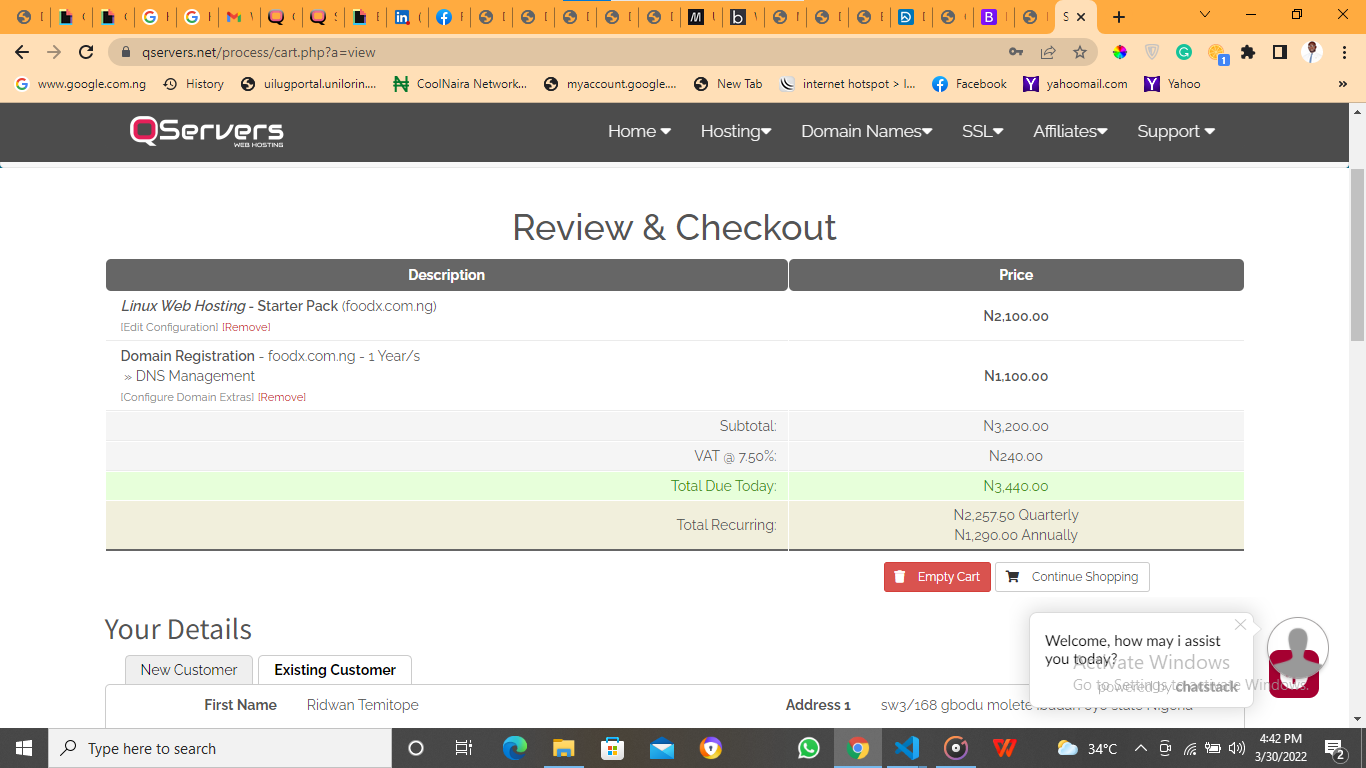 qservers.net/process/cart.php?a=view
1
www.google.com.ng
History
uilugportal.unilorin....
CoolNaira Network...
myaccount.google....
New Tab
internet hotspot > I...
Facebook
yahoomail.com
Yahoo
»
QServers
WEB HOSTING
Home
Hosting
Domain Names
SSL
Affiliates
Support
Review & Checkout
Description
Price
Linux Web Hosting - Starter Pack (foodx.com.ng)
[Edit Configuration] [Remove]
N2,100.00
Domain Registration - foodx.com.ng - 1 Year/s
» DNS Management
[Configure Domain Extras] [Remove]
N1,100.00
Subtotal:
N3,200.00
VAT @ 7.50%:
N240.00
Total Due Today:
N3,440.00
Total Recurring:
N2,257.50 Quarterly
N1,290.00 Annually
Empty Cart
Continue Shopping
Your Details
Welcome, how may i assist
you today?
Activate Windows
Go to Settings to activate Windows.
powered by chatstack
New Customer
Existing Customer
First Name
Ridwan Temitope
Address 1
sw3/168 gbodu molete ibadan oyo state Nigeria
Type here to search
34°C
4:42 PM
3/30/2022
2